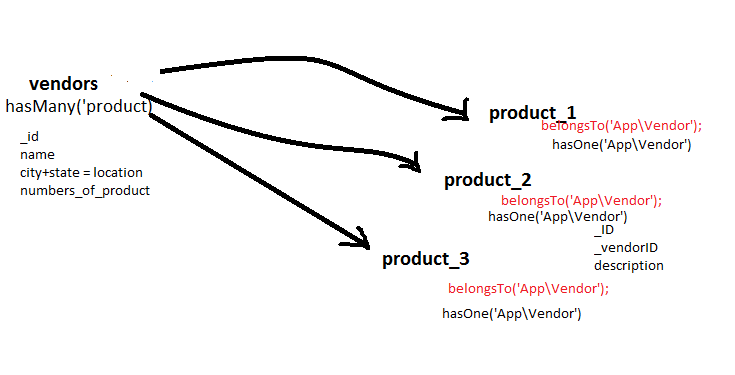 vendors
hasMany('product)
_id
name
city+state = location
numbers_of_product
product_1
belongsTo('App\Vendor');
hasOne('App\Vendor')
product_2
belongsTo('App\Vendor');
hasOne('App\Vendor')
_ID
_vendorID
description
product_3
belongsTo('App\Vendor');
hasOne('App\Vendor')